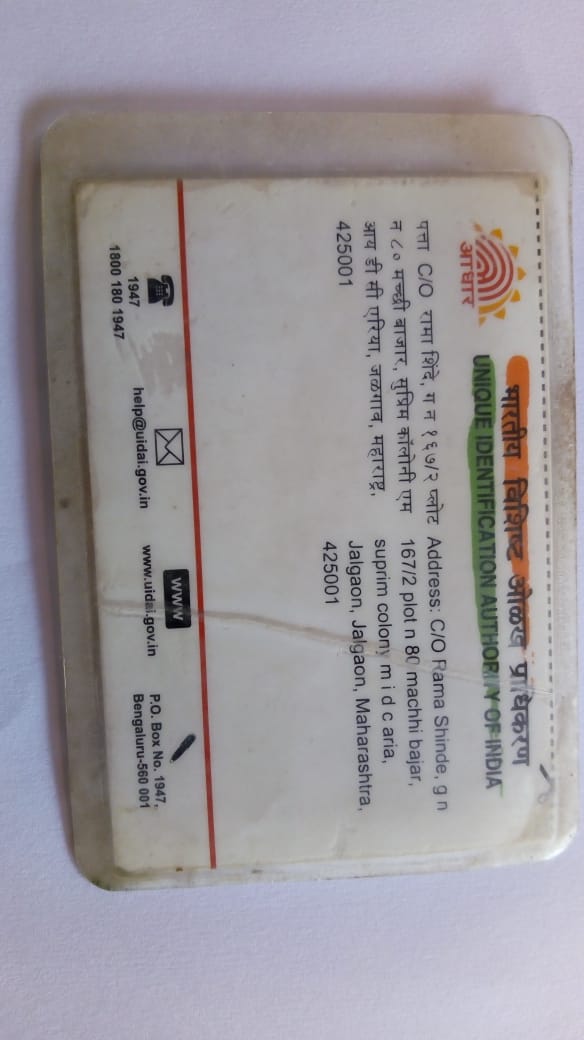 आधार
भारतीय विशिष्ट ओळख प्राधिकरण
UNIQUE IDENTIFICATION AUTHORITY OF INDIA
पत्ता C/O रामा शिंदे, ग न १६७/२ प्लोट
न ८० मच्छी बाजार, सुप्रिम कॉलोनी एम
आय डी सी एरिया, जळगाव, महाराष्ट्र,
425001
Address: C/O Rama Shinde, g n
167/2 plot n 80 machhi bajar,
suprim colony m i d c aria,
Jalgaon, Jalgaon, Maharashtra,
425001
1947
1800 180 1947
help@uidai.gov.in
WWW
www.uidai.gov.in
P.O. Box No. 1947,
Bengaluru-560 001